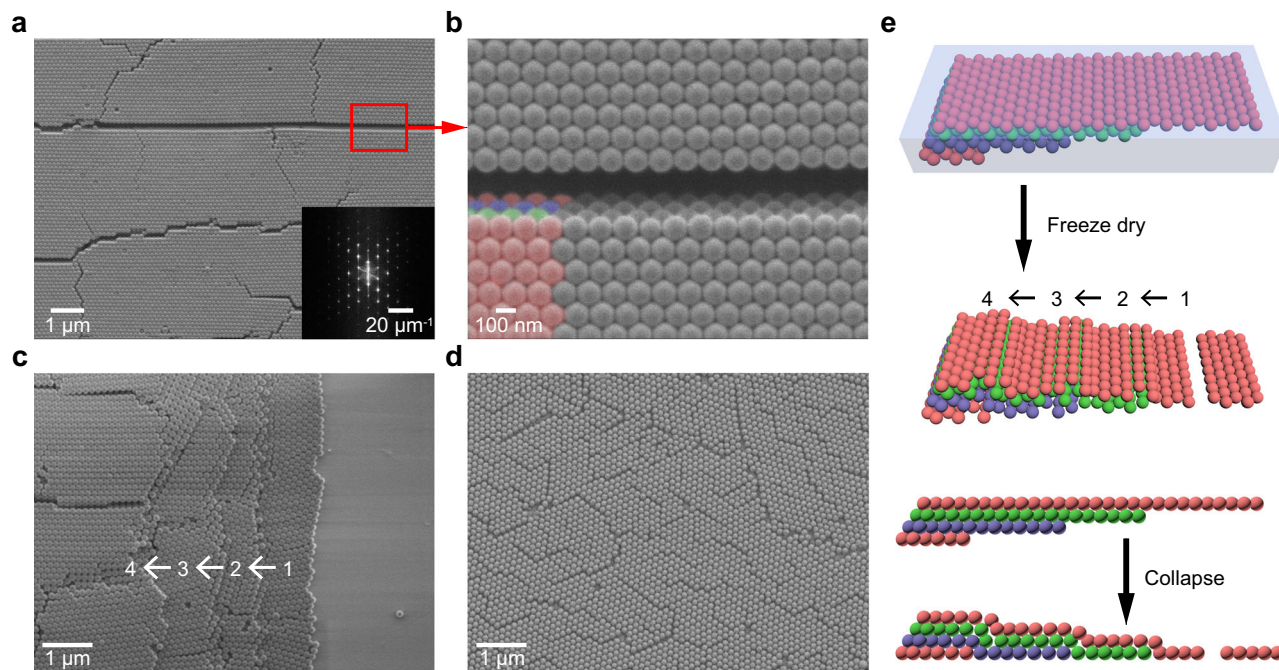 a
b
e
1 µm
20 µm-1
100 nm
Freeze dry
4 ← 3 ← 2 ← 1
c
d
4 ← 3 ← 2 ← 1
1 µm
1 µm
Collapse